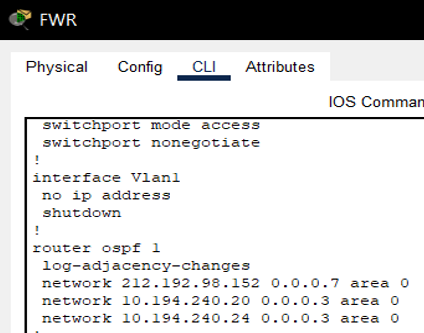 FWR
Physical Config CLI Attributes
IOS Comman
switchport mode access
switchport nonegotiate
!
interface Vlan1
no ip address
shutdown
!
router ospf 1
log-adjacency-changes
network 212.192.98.152 0.0.0.7 area 0
network 10.194.240.20 0.0.0.3 area 0
network 10.194.240.24 0.0.0.3 area 0